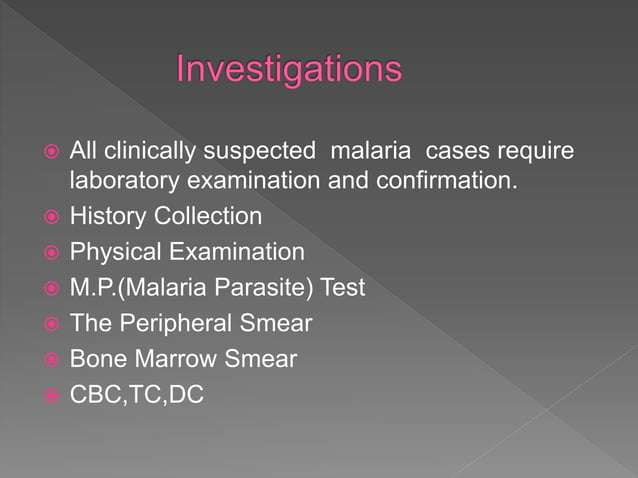 Investigations
All clinically suspected malaria cases require
laboratory examination and confirmation.
History Collection
Physical Examination
M.P.(Malaria Parasite) Test
The Peripheral Smear
Bone Marrow Smear
CBC,TC,DC